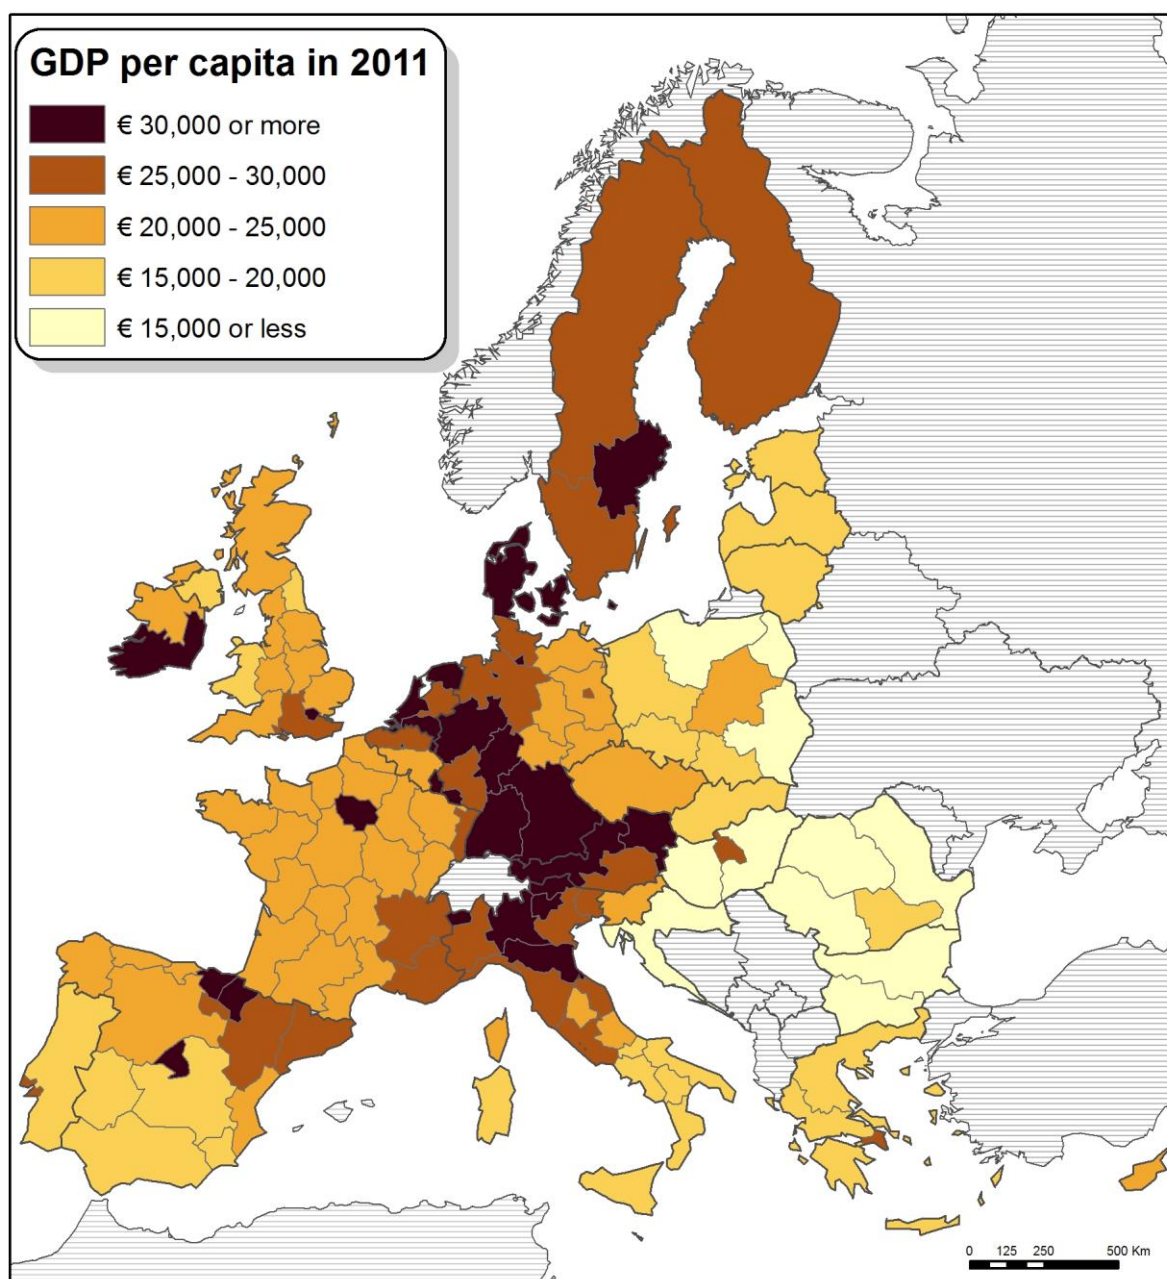 GDP per capita in 2011
€ 30,000 or more
€ 25,000 - 30,000
€ 20,000 - 25,000
€ 15,000 - 20,000
€ 15,000 or less
0 125 250 500 Km